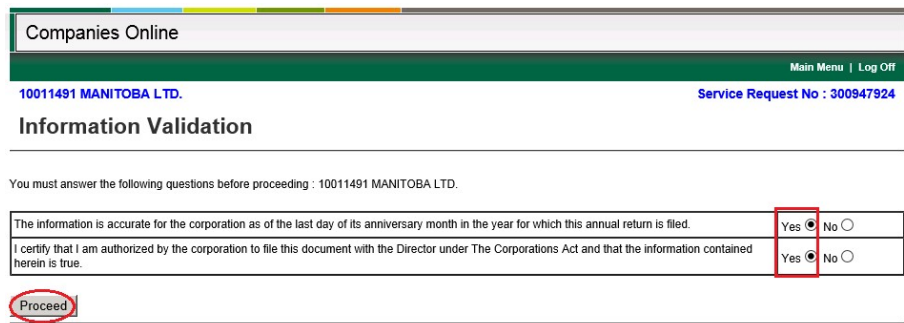 Companies Online
Main Menu | Log Off
10011491 MANITOBA LTD. Service Request No : 300947924
Information Validation
You must answer the following questions before proceeding : 10011491 MANITOBA LTD.
The information is accurate for the corporation as of the last day of its anniversary month in the year for which this annual return is filed. Yes No
I certify that I am authorized by the corporation to file this document with the Director under The Corporations Act and that the information contained
herein is true. Yes No
Proceed